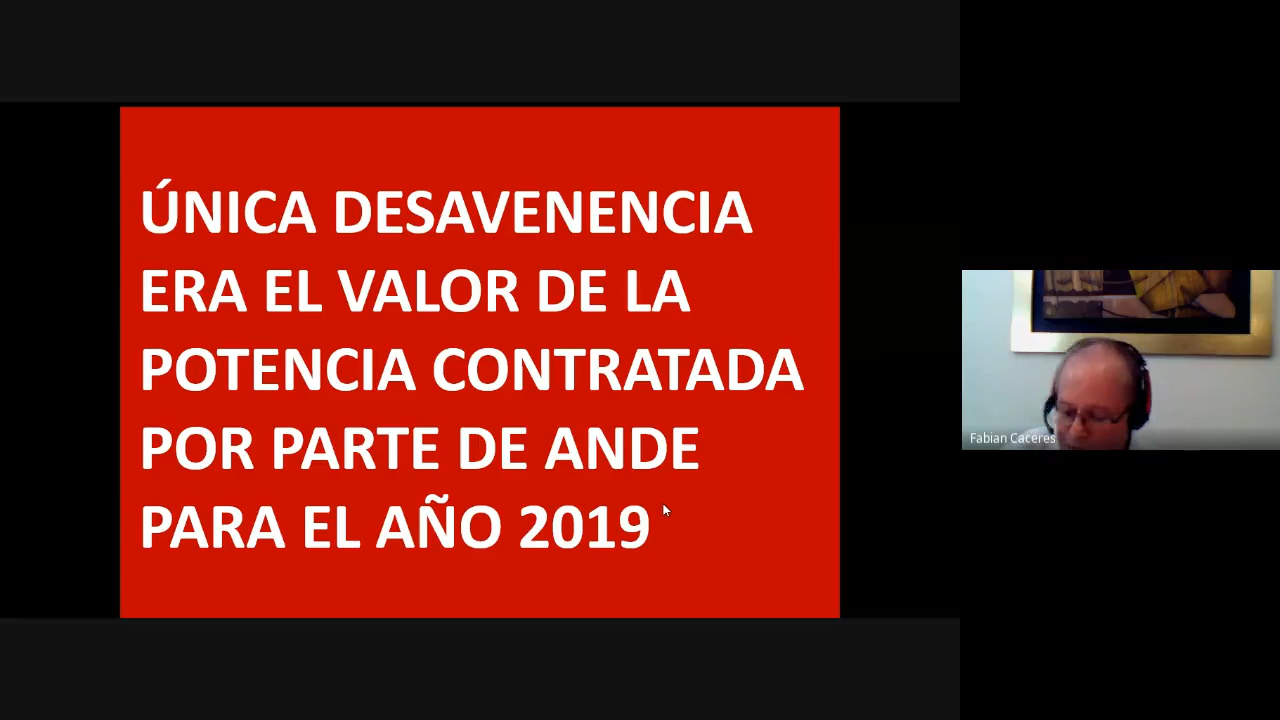 ÚNICA DESAVENENCIA
ERA EL VALOR DE LA
POTENCIA CONTRATADA
POR PARTE DE ANDE
PARA EL AÑO 2019
Fabian Caceres